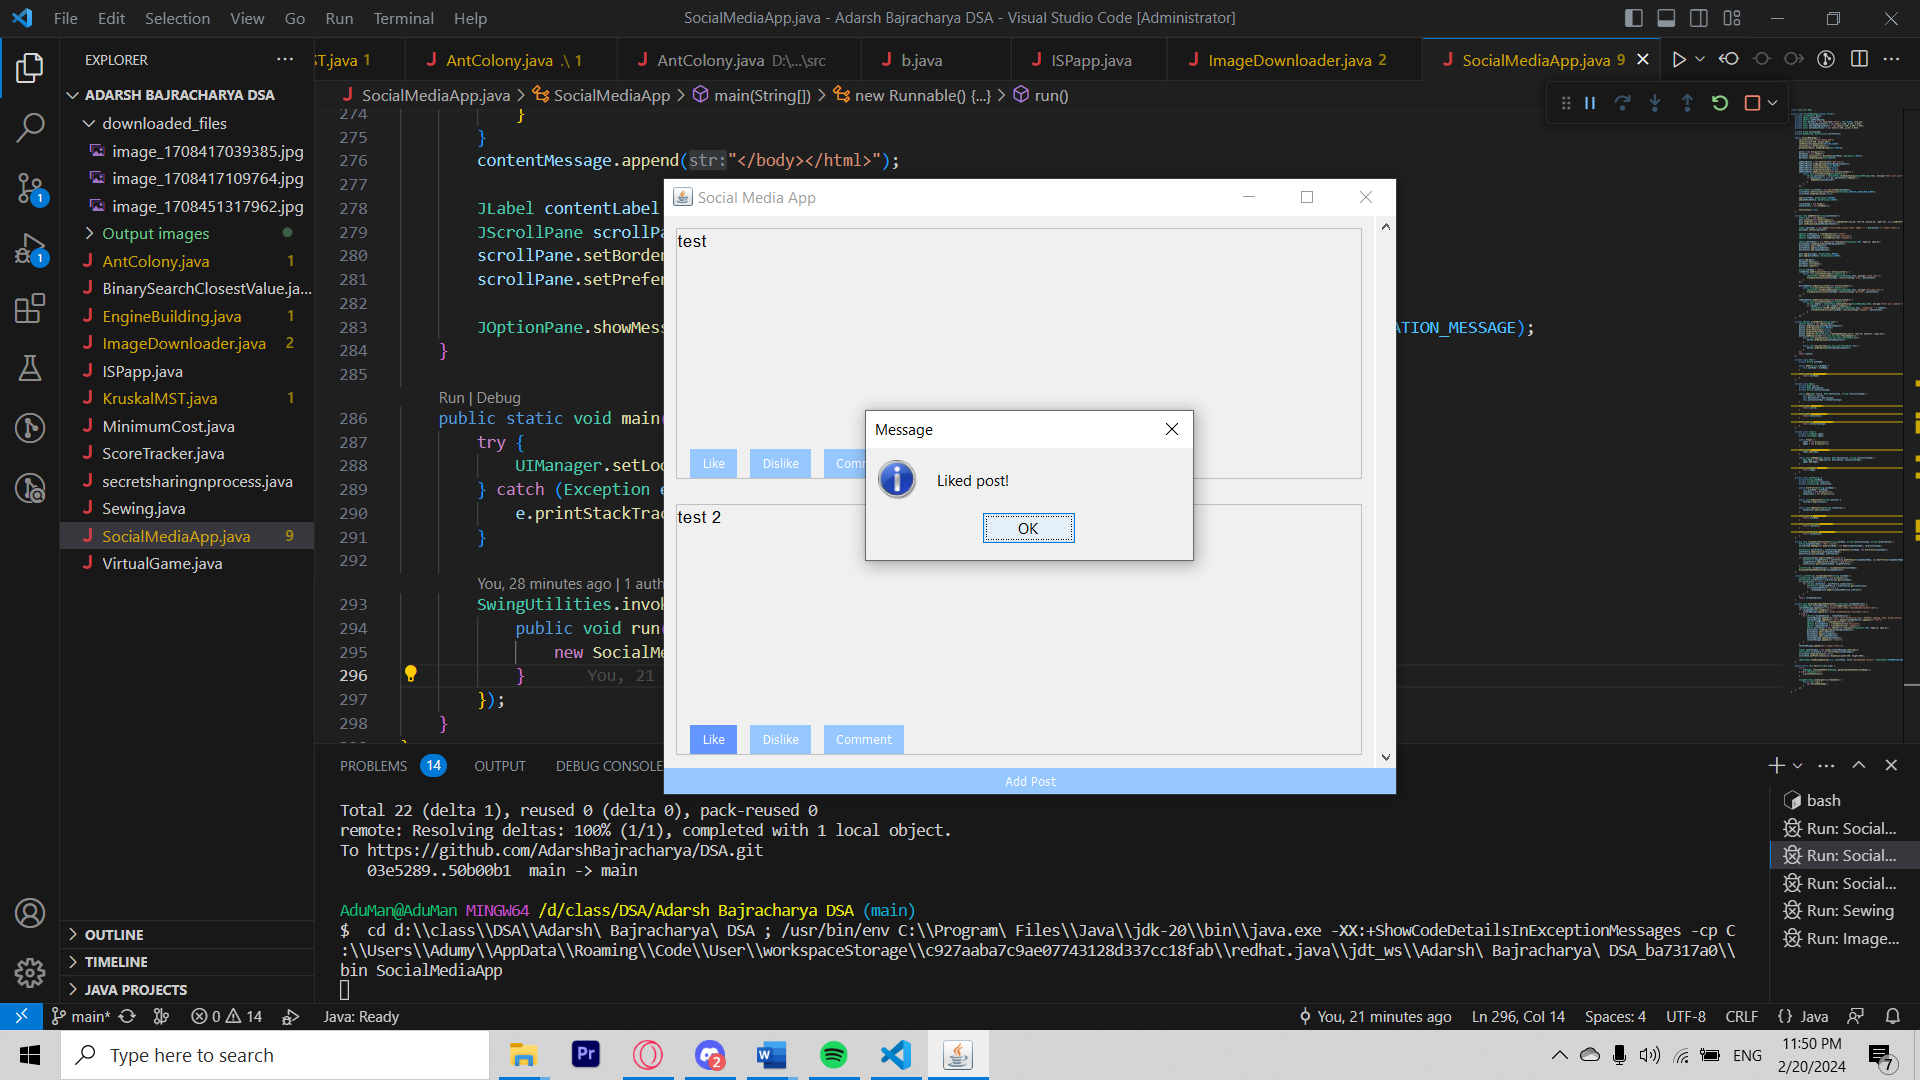 File Edit Selection View Go Run Terminal Help
SocialMediaApp.java - Adarsh Bajracharya DSA - Visual Studio Code [Administrator]
EXPLORER
ADARSH BAJRACHARYA DSA
downloaded_files
image_1708417039385.jpg
image_1708417109764.jpg
image_1708451317962.jpg
Output images
AntColony.java 1
BinarySearchClosestValue.ja...
EngineBuilding.java 1
ImageDownloader.java 2
ISPapp.java
KruskalMST.java 1
MinimumCost.java
ScoreTracker.java
secretsharingnprocess.java
Sewing.java
SocialMediaApp.java 9
VirtualGame.java
OUTLINE
TIMELINE
JAVA PROJECTS
1
1
ST.java 1 AntColony.java .\ 1 AntColony.java D:\...\src b.java ISPapp.java ImageDownloader.java 2 SocialMediaApp.java 9
SocialMediaApp.java > SocialMediaApp > main(String[]) > new Runnable() {...} > run()
274 }
275 }
276 contentMessage.append(str:"</body></html>");
277
278 JLabel contentLabel
279 JScrollPane scrollPa
280 scrollPane.setBorder
281 scrollPane.setPrefer
282
283 JOptionPane.showMess ATION_MESSAGE);
284 }
285
Run | Debug
286 public static void main(
287 try {
288 UIManager.setLoo
289 } catch (Exception e
290 e.printStackTrac
291 }
292
You, 28 minutes ago | 1 auth
293 SwingUtilities.invok
294 public void run(
295 new SocialMe
296 } You, 21
297 });
298 }
Social Media App
test
Like Dislike Comm
test 2
Like Dislike Comment
Add Post
Message
Liked post!
OK
PROBLEMS 14 OUTPUT DEBUG CONSOLE
Total 22 (delta 1), reused 0 (delta 0), pack-reused 0
remote: Resolving deltas: 100% (1/1), completed with 1 local object.
To https://github.com/AdarshBajracharya/DSA.git
03e5289..50b00b1 main -> main
AduMan@AduMan MINGW64 /d/class/DSA/Adarsh Bajracharya DSA (main)
$ cd d:\\class\\DSA\\Adarsh\ Bajracharya\ DSA ; /usr/bin/env C:\\Program\ Files\\Java\\jdk-20\\bin\\java.exe -XX:+ShowCodeDetailsInExceptionMessages -cp C
:\\Users\\Adumy\\AppData\\Roaming\\Code\\User\\workspaceStorage\\c927aaba7c9ae07743128d337cc18fab\\redhat.java\\jdt_ws\\Adarsh\ Bajracharya\ DSA_ba7317a0\\
bin SocialMediaApp
bash
Run: Social...
Run: Social...
Run: Social...
Run: Sewing
Run: Image...
main* 0 14 Java: Ready
You, 21 minutes ago Ln 296, Col 14 Spaces: 4 UTF-8 CRLF {} Java
Type here to search
Pr
2
ENG
11:50 PM
2/20/2024
7